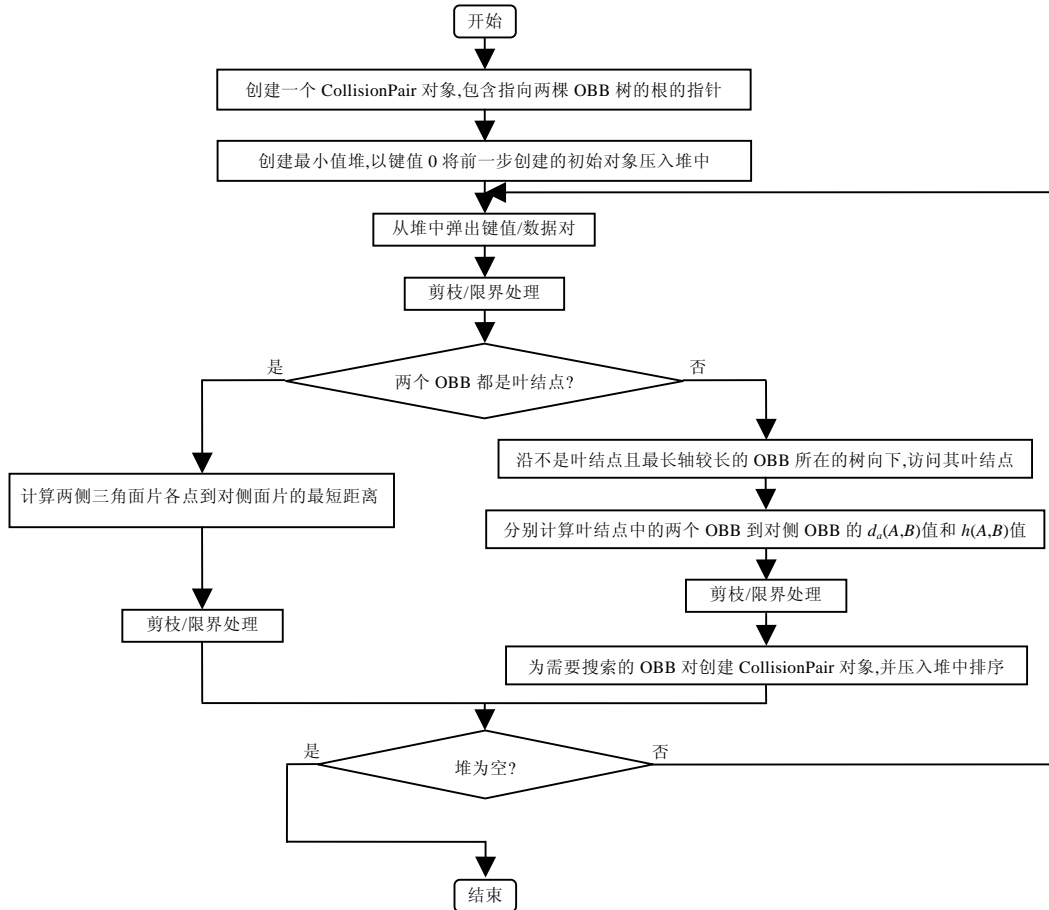 开始
创建一个 CollisionPair 对象,包含指向两棵 OBB 树的根的指针
创建最小值堆,以键值 0 将前一步创建的初始对象压入堆中
从堆中弹出键值/数据对
剪枝/限界处理
是
两个 OBB 都是叶结点?
否
沿不是叶结点且最长轴较长的 OBB 所在的树向下,访问其叶结点
计算两侧三角面片各点到对侧面片的最短距离
分别计算叶结点中的两个 OBB 到对侧 OBB 的 d_a(A,B)值和 h(A,B)值
剪枝/限界处理
剪枝/限界处理
为需要搜索的 OBB 对创建 CollisionPair 对象,并压入堆中排序
是
堆为空?
否
结束